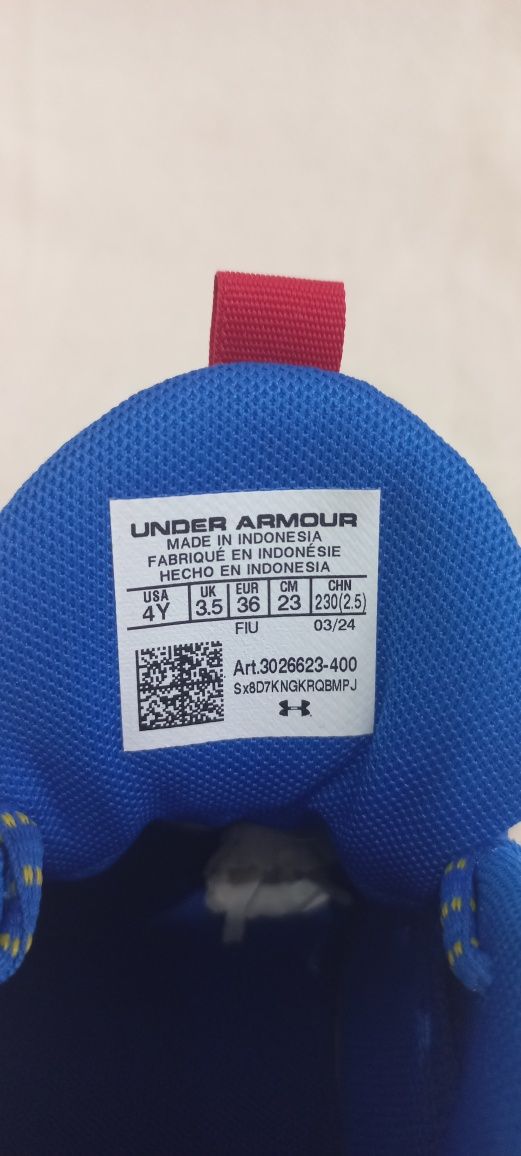 UNDER ARMOUR
MADE IN INDONESIA
FABRIQUÉ EN INDONÉSIE
HECHO EN INDONESIA
USA UK EUR CM CHN
4Y 3.5 36 23 230(2.5)
FIU 03/24
Art.3026623-400
Sx8D7KNGKRQBMPJ